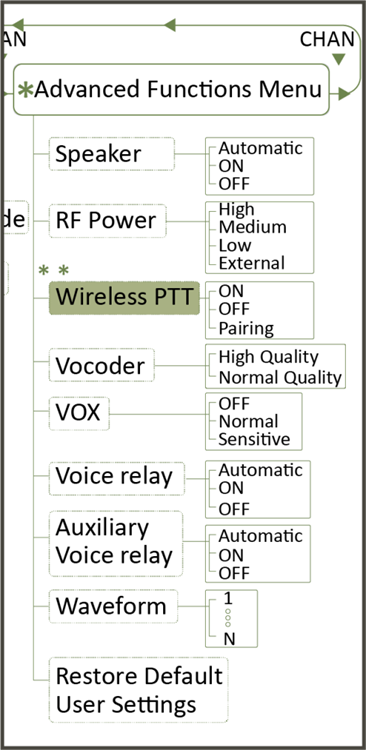 AN
CHAN
*Advanced Functions Menu
Speaker
Automatic
ON
OFF
de
RF Power
High
Medium
Low
External
* *
Wireless PTT
ON
OFF
Pairing
Vocoder
High Quality
Normal Quality
VOX
OFF
Normal
Sensitive
Voice relay
Automatic
ON
OFF
Auxiliary
Voice relay
Automatic
ON
OFF
Waveform
1
N
Restore Default
User Settings